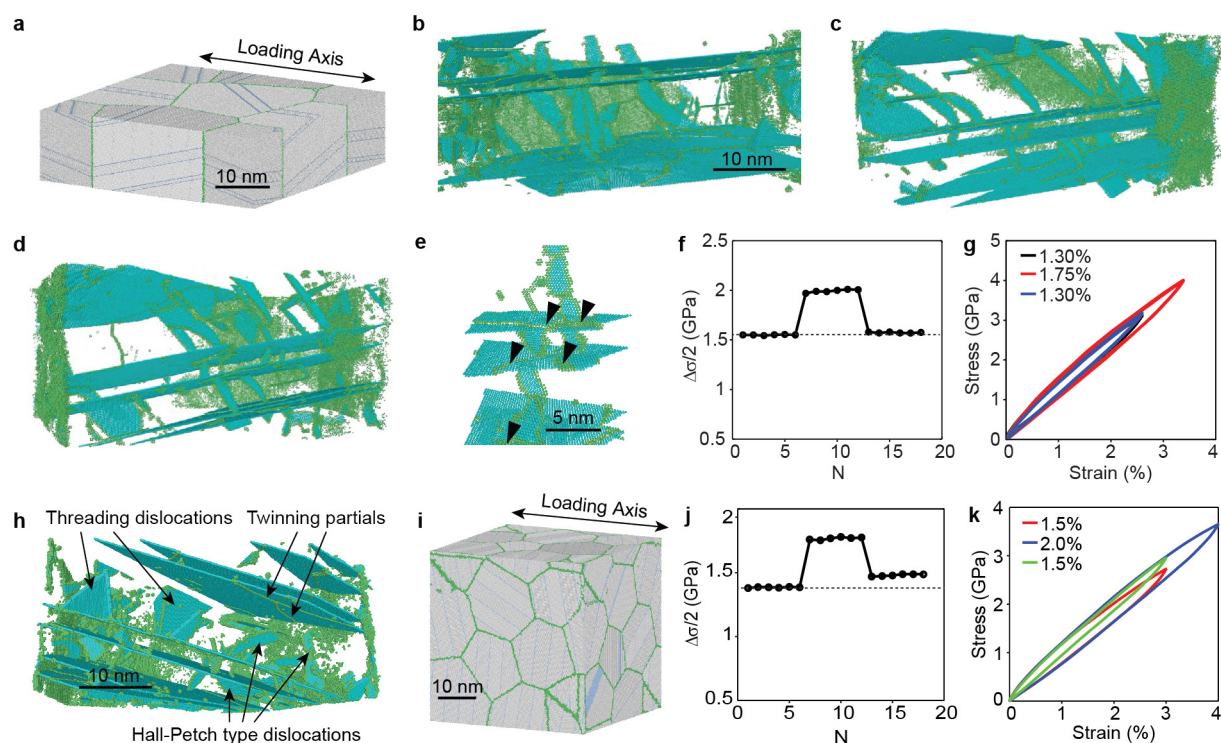 a
Loading Axis
10 nm
b
10 nm
c
d
e
5 nm
f
Δσ/2 (GPa)
2.5
2
1.5
1
0.5
0
5
10
15
20
N
g
Stress (GPa)
5
4
3
2
1
0
1.30%
1.75%
1.30%
0
1
2
3
4
Strain (%)
h
Threading dislocations
Twinning partials
10 nm
Hall-Petch type dislocations
i
Loading Axis
10 nm
j
Δσ/2 (GPa)
2
1.5
1
0.5
0
5
10
15
20
N
k
Stress (GPa)
4
3
2
1
0
1.5%
2.0%
1.5%
0
1
2
3
4
Strain (%)